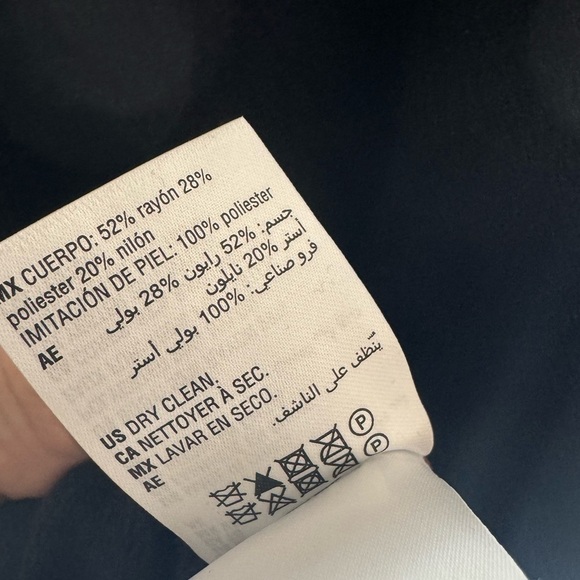 MX CUERPO: 52% rayón 28%
poliester 20% nilón
IMITACIÓN DE PIEL: 100% poliester
AE
جسم: 52% رايون 28% بولي
أستر 20% نايلون
فرو صناعي: 100% بولي أستر
US DRY CLEAN.
CA NETTOYER À SEC.
MX LAVAR EN SECO.
AE
يُنظف على الناشف.
P
P